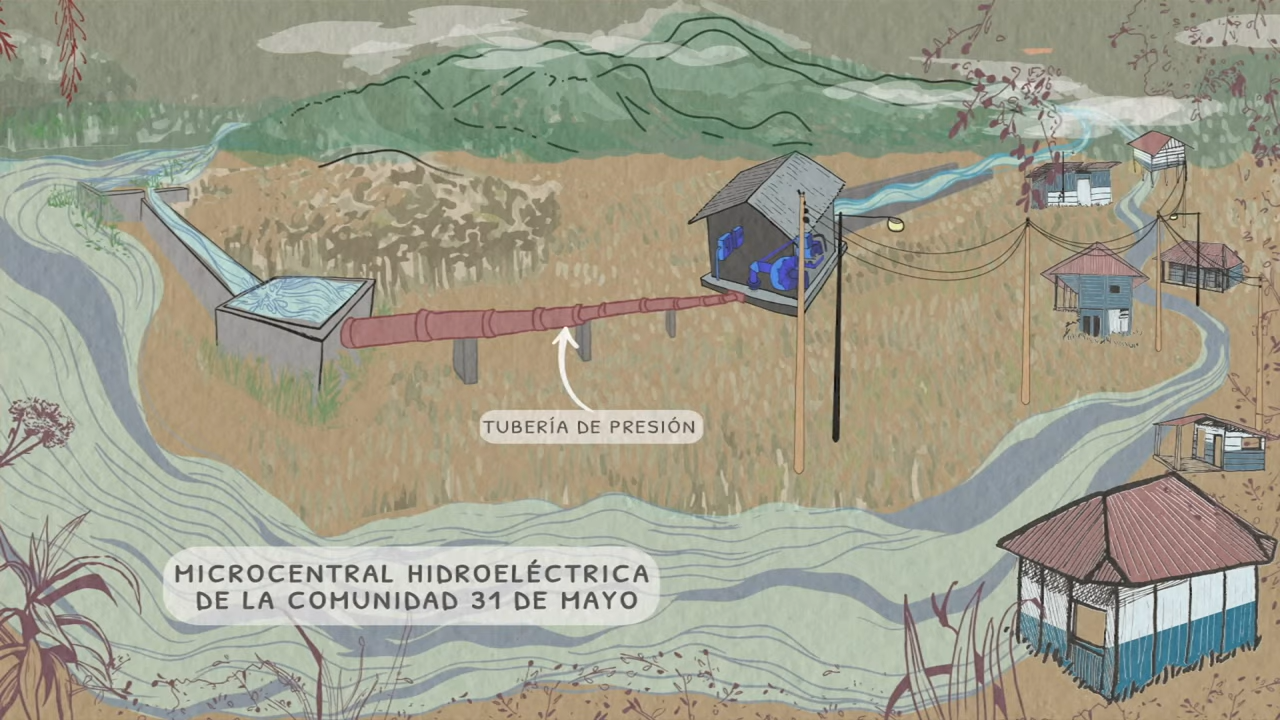 TUBERÍA DE PRESIÓN
MICROCENTRAL HIDROELÉCTRICA
DE LA COMUNIDAD 31 DE MAYO